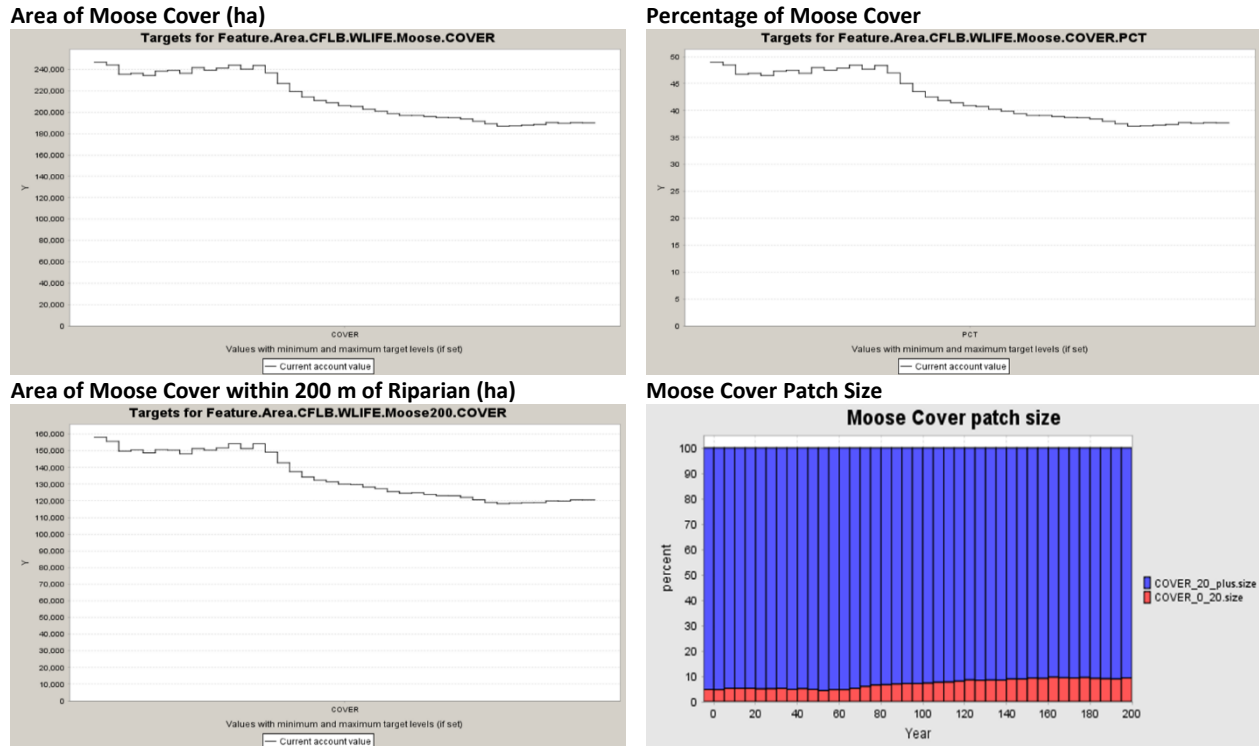 Area of Moose Cover (ha)
Targets for Feature.Area.CFLB.WLIFE.Moose.COVER
240,000
220,000
200,000
180,000
160,000
140,000
120,000
100,000
80,000
60,000
40,000
20,000
0
Y
COVER
Values with minimum and maximum target levels (if set)
Current account value
Percentage of Moose Cover
Targets for Feature.Area.CFLB.WLIFE.Moose.COVER.PCT
50
45
40
35
30
25
20
15
10
5
0
Y
PCT
Values with minimum and maximum target levels (if set)
Current account value
Area of Moose Cover within 200 m of Riparian (ha)
Targets for Feature.Area.CFLB.WLIFE.Moose200.COVER
160,000
150,000
140,000
130,000
120,000
110,000
100,000
90,000
80,000
70,000
60,000
50,000
40,000
30,000
20,000
10,000
0
Y
COVER
Values with minimum and maximum target levels (if set)
Current account value
Moose Cover Patch Size
Moose Cover patch size
100
90
80
70
60
50
40
30
20
10
0
percent
0 20 40 60 80 100 120 140 160 180 200
Year
COVER_20_plus.size
COVER_0_20.size